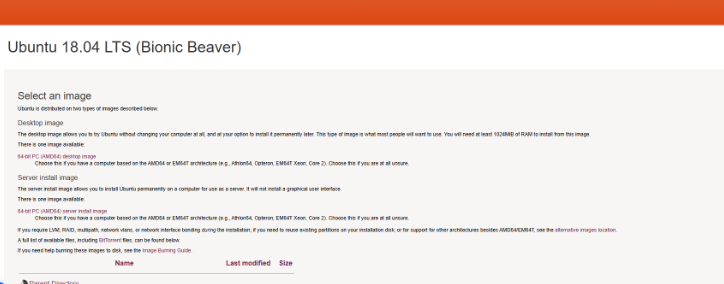 Ubuntu 18.04 LTS (Bionic Beaver)
Select an image
Ubuntu is distributed on two types of images described below.
Desktop image
The desktop image allows you to try Ubuntu without changing your computer at all, and at your option to install it permanently later. This type of image is what most people will want to use. You will need at least 1024MiB of RAM to install from this image.
There is one image available:
64-bit PC (AMD64) desktop image
Choose this if you have a computer based on the AMD64 or EM64T architecture (e.g., Athlon64, Opteron, EM64T Xeon, Core 2). Choose this if you are at all unsure.
Server install image
The server install image allows you to install Ubuntu permanently on a computer for use as a server. It will not install a graphical user interface.
There is one image available:
64-bit PC (AMD64) server install image
Choose this if you have a computer based on the AMD64 or EM64T architecture (e.g., Athlon64, Opteron, EM64T Xeon, Core 2). Choose this if you are at all unsure.
If you require LVM, RAID, multipath, network vlans, or network interface bonding during the installation, if you need to reuse existing partitions on your installation disk, or for support for other architectures besides AMD64/EM64T, see the alternative images location.
A full list of available files, including BitTorrent files, can be found below.
If you need help burning these images to disk, see the Image Burning Guide.
Name Last modified Size
Parent Directory